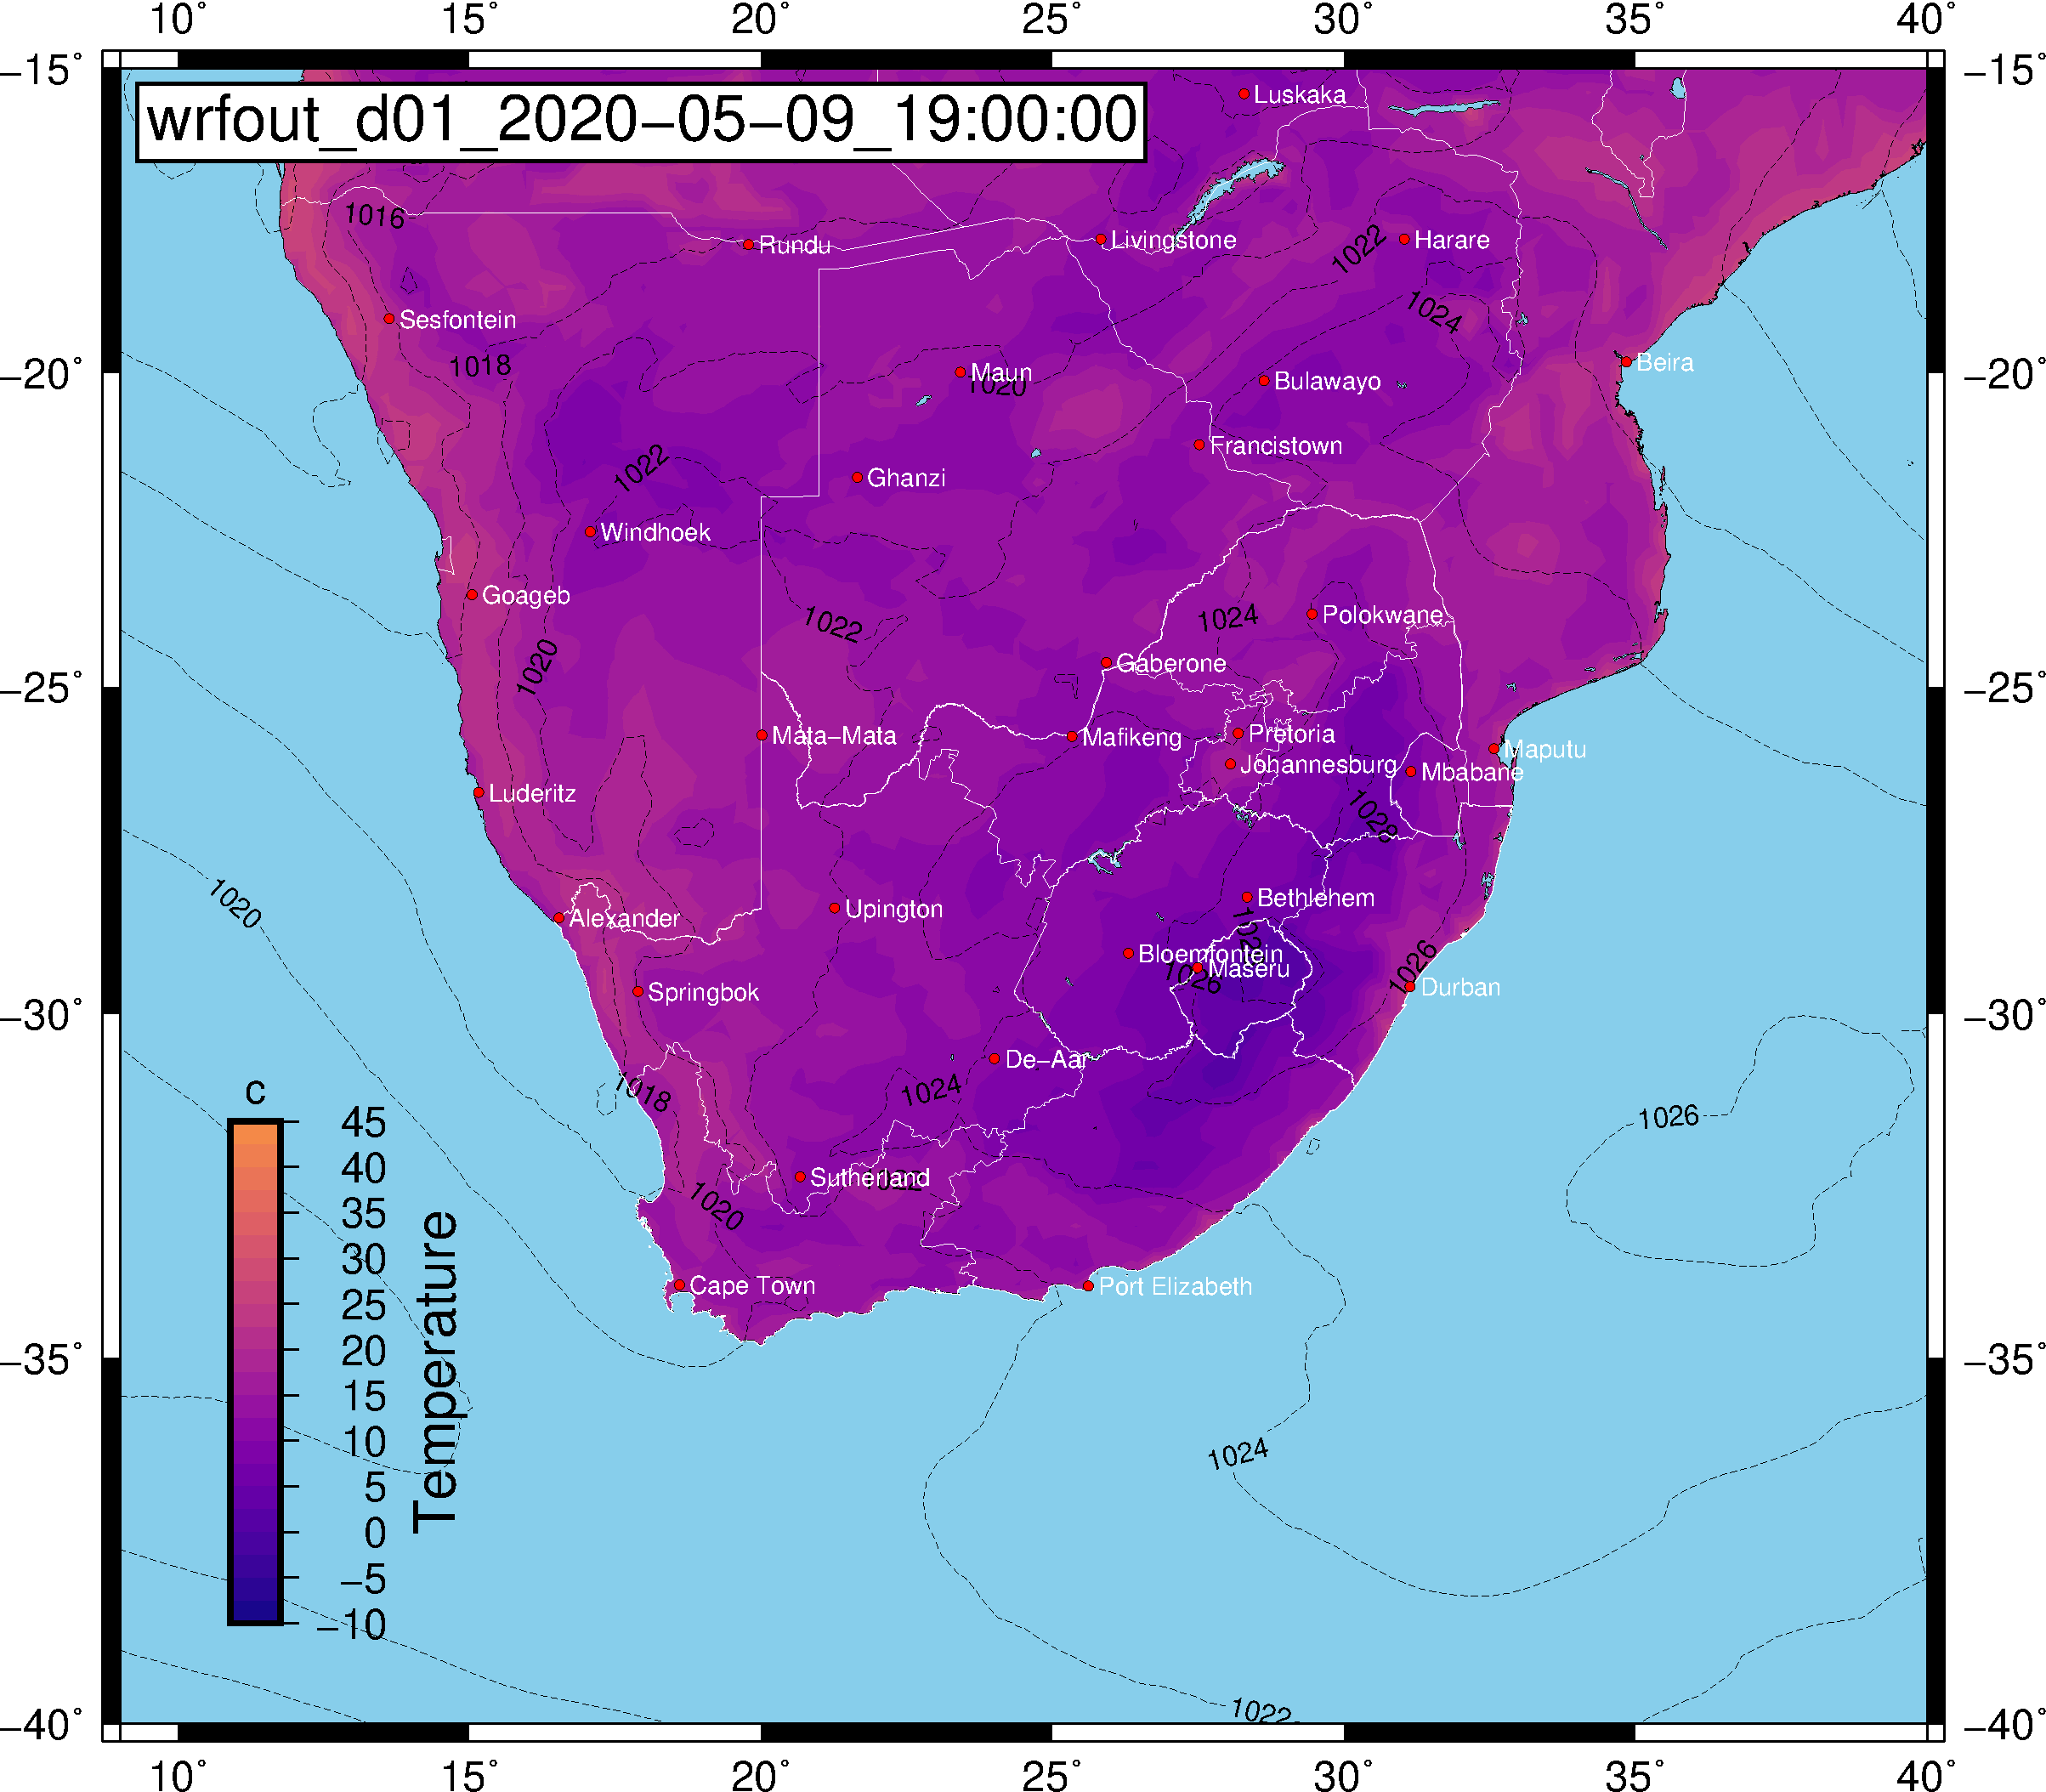 10° 15° 20° 25° 30° 35° 40°
−15° −15°
wrfout_d01_2020−05−09_19:00:00
Luskaka
1016
Rundu
Livingstone
1022
Harare
1024
Sesfontein
1018
Maun
1020
Bulawayo
Beira
−20° −20°
Francistown
1022
Ghanzi
Windhoek
Goageb
1022
1024
Polokwane
1020
Gaberone
−25° −25°
Mata−Mata
Mafikeng
Pretoria
Johannesburg
Maputu
Mbabane
Luderitz
1028
1020
Alexander
Upington
Bethlehem
Bloemfontein
Maseru
1026
1026
Durban
Springbok
−30° −30°
De−Aar
1018
1024
1026
Sutherland
1022
1020
Cape Town
Port Elizabeth
−35° −35°
1024
1022
−40° −40°
c
45
40
35
30
25
20
15
10
5
0
−5
−10
Temperature
10° 15° 20° 25° 30° 35° 40°